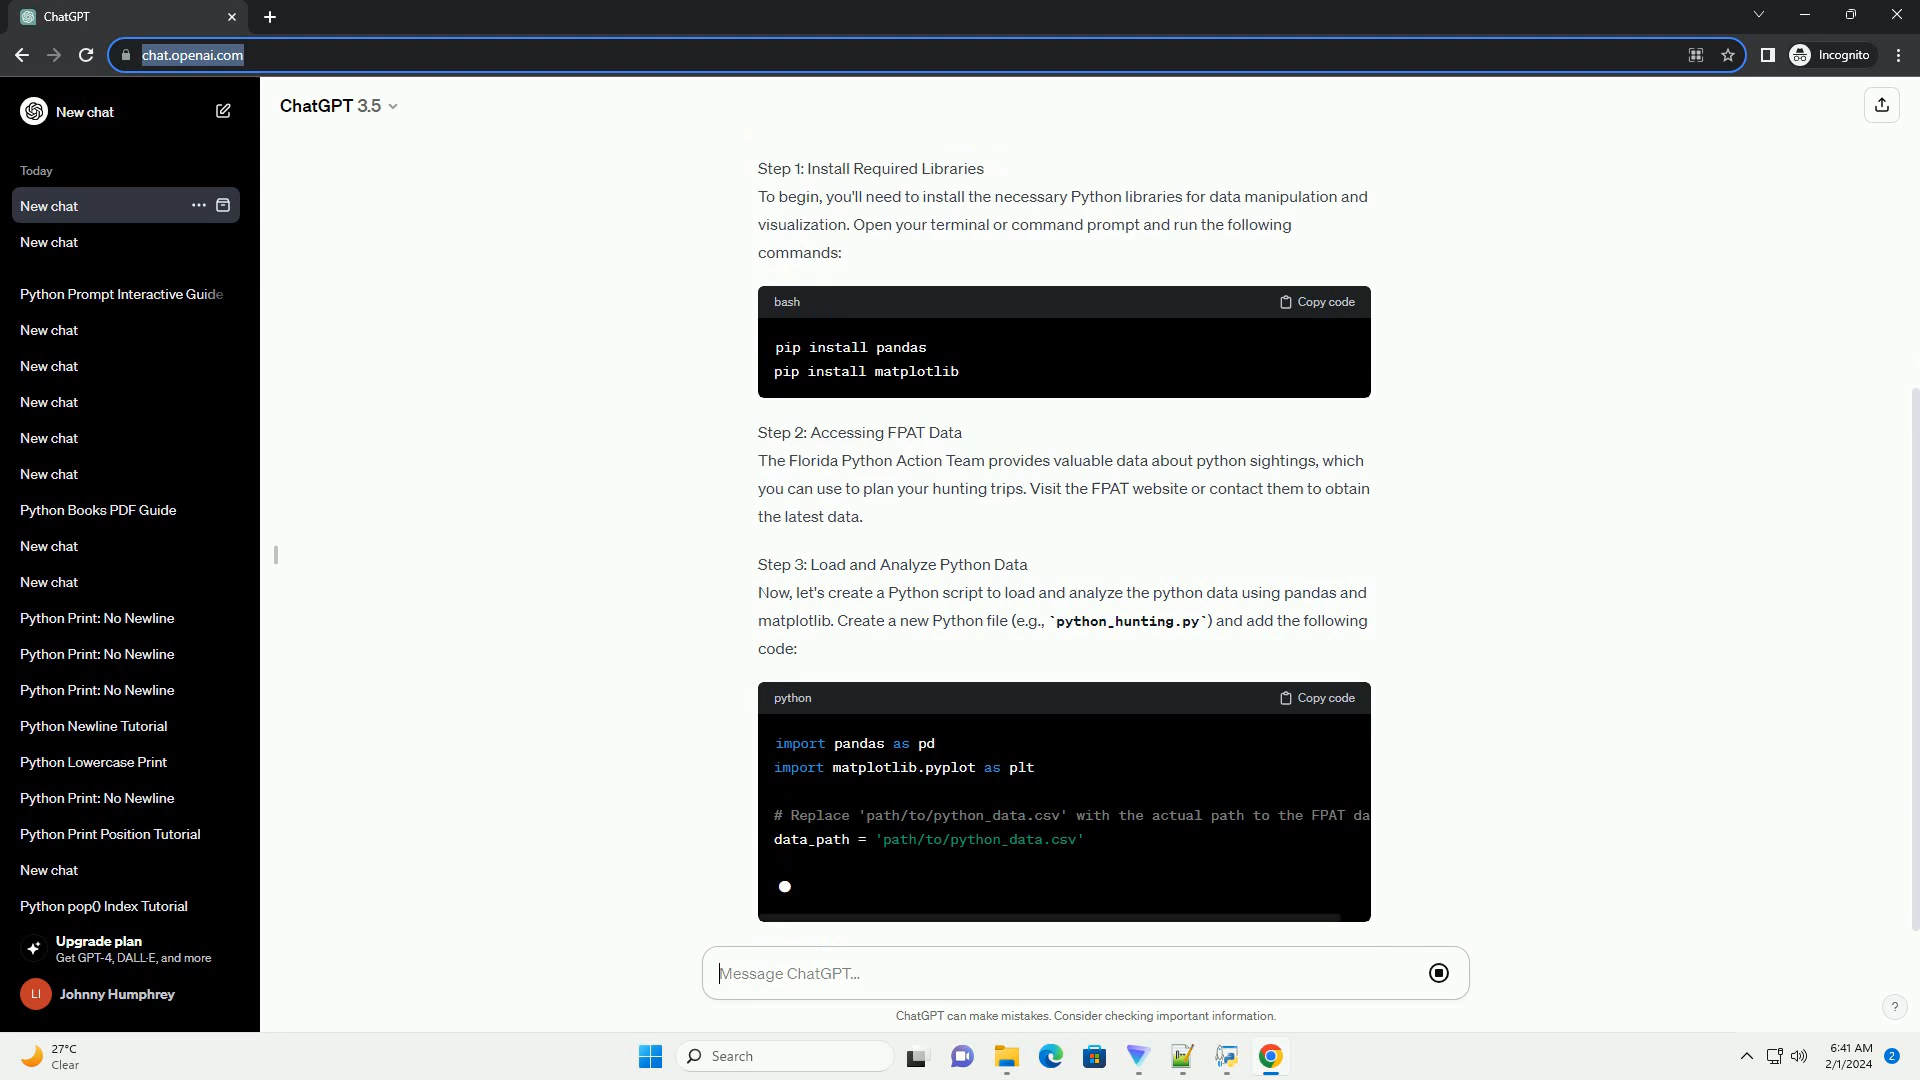 ChatGPT
chat.openai.com
Incognito
New chat
Today
New chat
New chat
Python Prompt Interactive Guide
New chat
New chat
New chat
New chat
New chat
Python Books PDF Guide
New chat
New chat
Python Print: No Newline
Python Print: No Newline
Python Print: No Newline
Python Newline Tutorial
Python Lowercase Print
Python Print: No Newline
Python Print Position Tutorial
New chat
Python pop() Index Tutorial
Upgrade plan
Get GPT-4, DALL·E, and more
LI
Johnny Humphrey
ChatGPT 3.5
Step 1: Install Required Libraries
To begin, you'll need to install the necessary Python libraries for data manipulation and
visualization. Open your terminal or command prompt and run the following
commands:
bash
Copy code
pip install pandas
pip install matplotlib
Step 2: Accessing FPAT Data
The Florida Python Action Team provides valuable data about python sightings, which
you can use to plan your hunting trips. Visit the FPAT website or contact them to obtain
the latest data.
Step 3: Load and Analyze Python Data
Now, let's create a Python script to load and analyze the python data using pandas and
matplotlib. Create a new Python file (e.g., `python_hunting.py`) and add the following
code:
python
Copy code
import pandas as pd
import matplotlib.pyplot as plt
# Replace 'path/to/python_data.csv' with the actual path to the FPAT da
data_path = 'path/to/python_data.csv'
Message ChatGPT...
ChatGPT can make mistakes. Consider checking important information.
?
27°C
Clear
Search
6:41 AM
2/1/2024
2